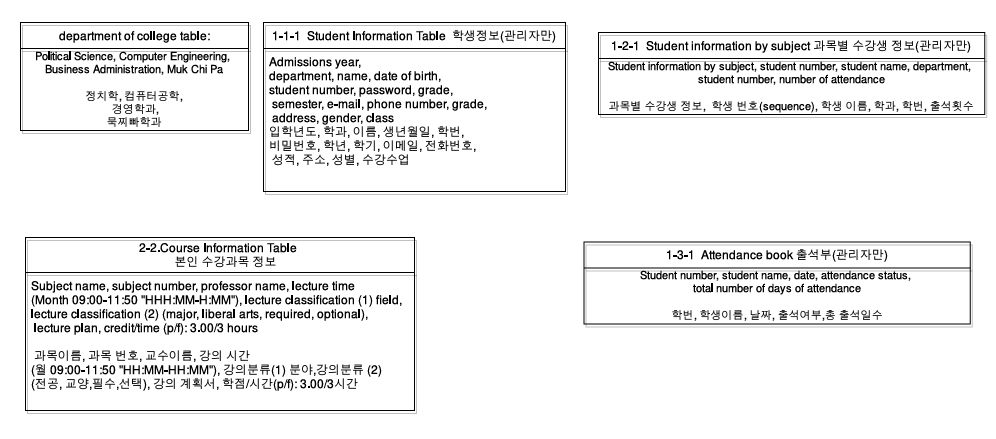 department of college table:
Political Science, Computer Engineering,
Business Administration, Muk Chi Pa
정치학, 컴퓨터공학,
경영학과,
묵찌빠학과
1-1-1 Student Information Table 학생정보(관리자만)
Admissions year,
department, name, date of birth,
student number, password, grade,
semester, e-mail, phone number, grade,
address, gender, class
입학년도, 학과, 이름, 생년월일, 학번,
비밀번호, 학년, 학기, 이메일, 전화번호,
성적, 주소, 성별, 수강수업
1-2-1 Student information by subject 과목별 수강생 정보(관리자만)
Student information by subject, student number, student name, department,
student number, number of attendance
과목별 수강생 정보, 학생 번호(sequence), 학생 이름, 학과, 학번, 출석횟수
2-2.Course Information Table
본인 수강과목 정보
Subject name, subject number, professor name, lecture time
(Month 09:00-11:50 "HHH:MM-H:MM"), lecture classification (1) field,
lecture classification (2) (major, liberal arts, required, optional),
lecture plan, credit/time (p/f): 3.00/3 hours
과목이름, 과목 번호, 교수이름, 강의 시간
(월 09:00-11:50 "HH:MM-HH:MM"), 강의분류(1) 분야,강의분류 (2)
(전공, 교양,필수,선택), 강의 계획서, 학점/시간(p/f): 3.00/3시간
1-3-1 Attendance book 출석부(관리자만)
Student number, student name, date, attendance status,
total number of days of attendance
학번, 학생이름, 날짜, 출석여부,총 출석일수